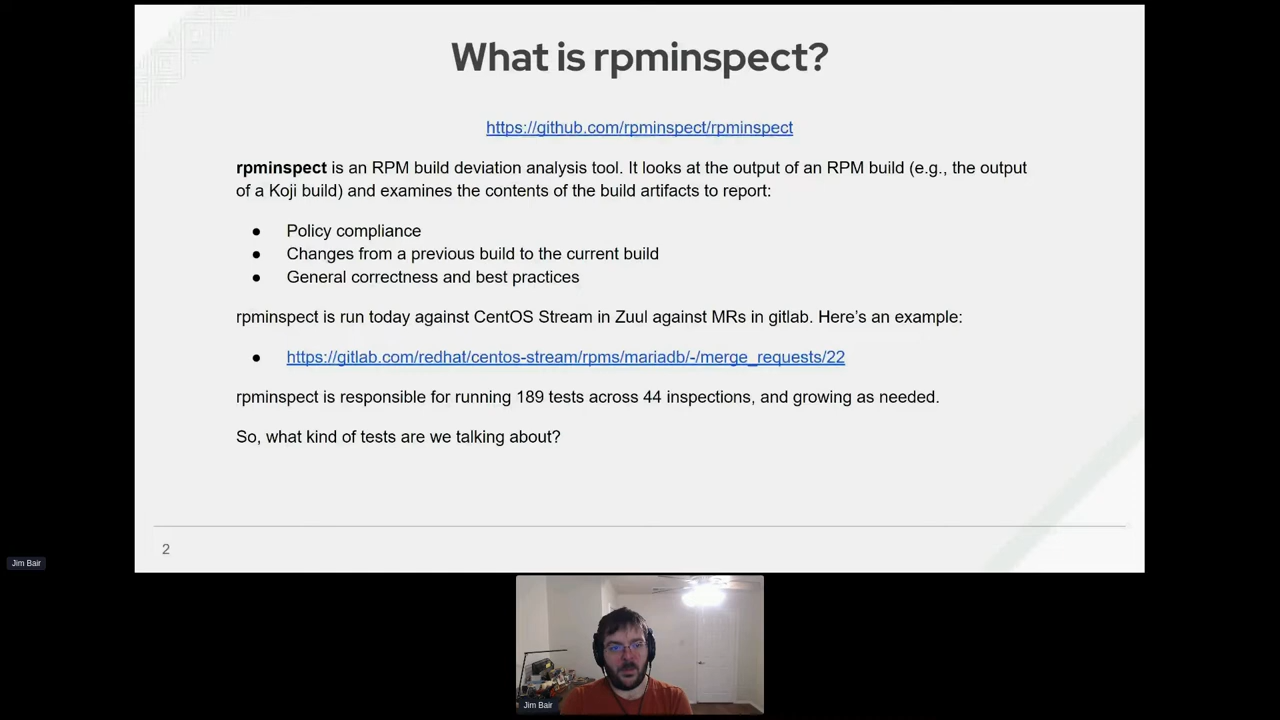 What is rpminspect?
https://github.com/rpminspect/rpminspect
rpminspect is an RPM build deviation analysis tool. It looks at the output of an RPM build (e.g., the output
of a Koji build) and examines the contents of the build artifacts to report:
● Policy compliance
● Changes from a previous build to the current build
● General correctness and best practices
rpminspect is run today against CentOS Stream in Zuul against MRs in gitlab. Here’s an example:
● https://gitlab.com/redhat/centos-stream/rpms/mariadb/-/merge_requests/22
rpminspect is responsible for running 189 tests across 44 inspections, and growing as needed.
So, what kind of tests are we talking about?
2
Jim Bair
Jim Bair